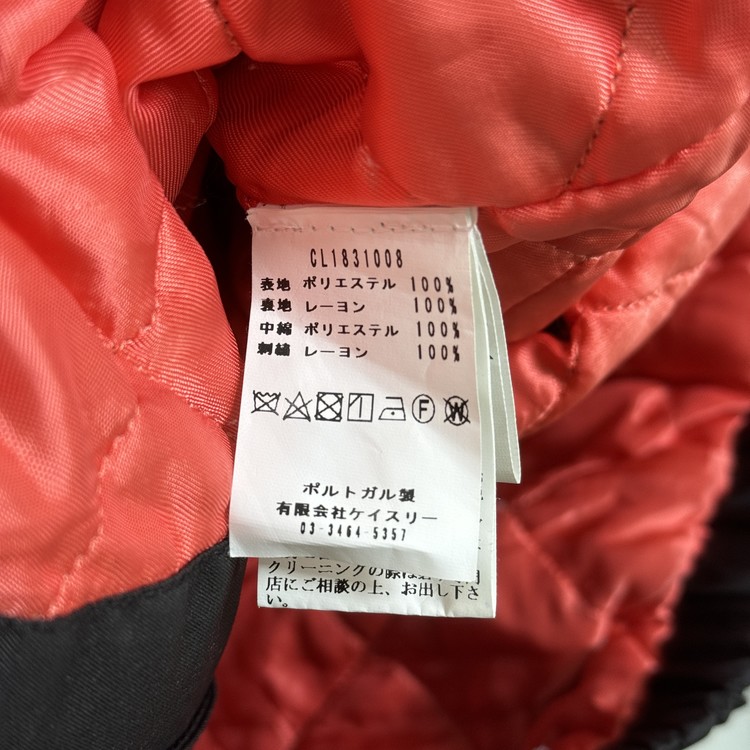 CL1831008
表地 ポリエステル 100%
裏地 レーヨン 100%
中綿 ポリエステル 100%
刺繍 レーヨン 100%
F
W
ポルトガル製
有限会社ケイスリー
03-3464-5357
クリーニングの際は
店にご相談の上、お出し下さ
い。